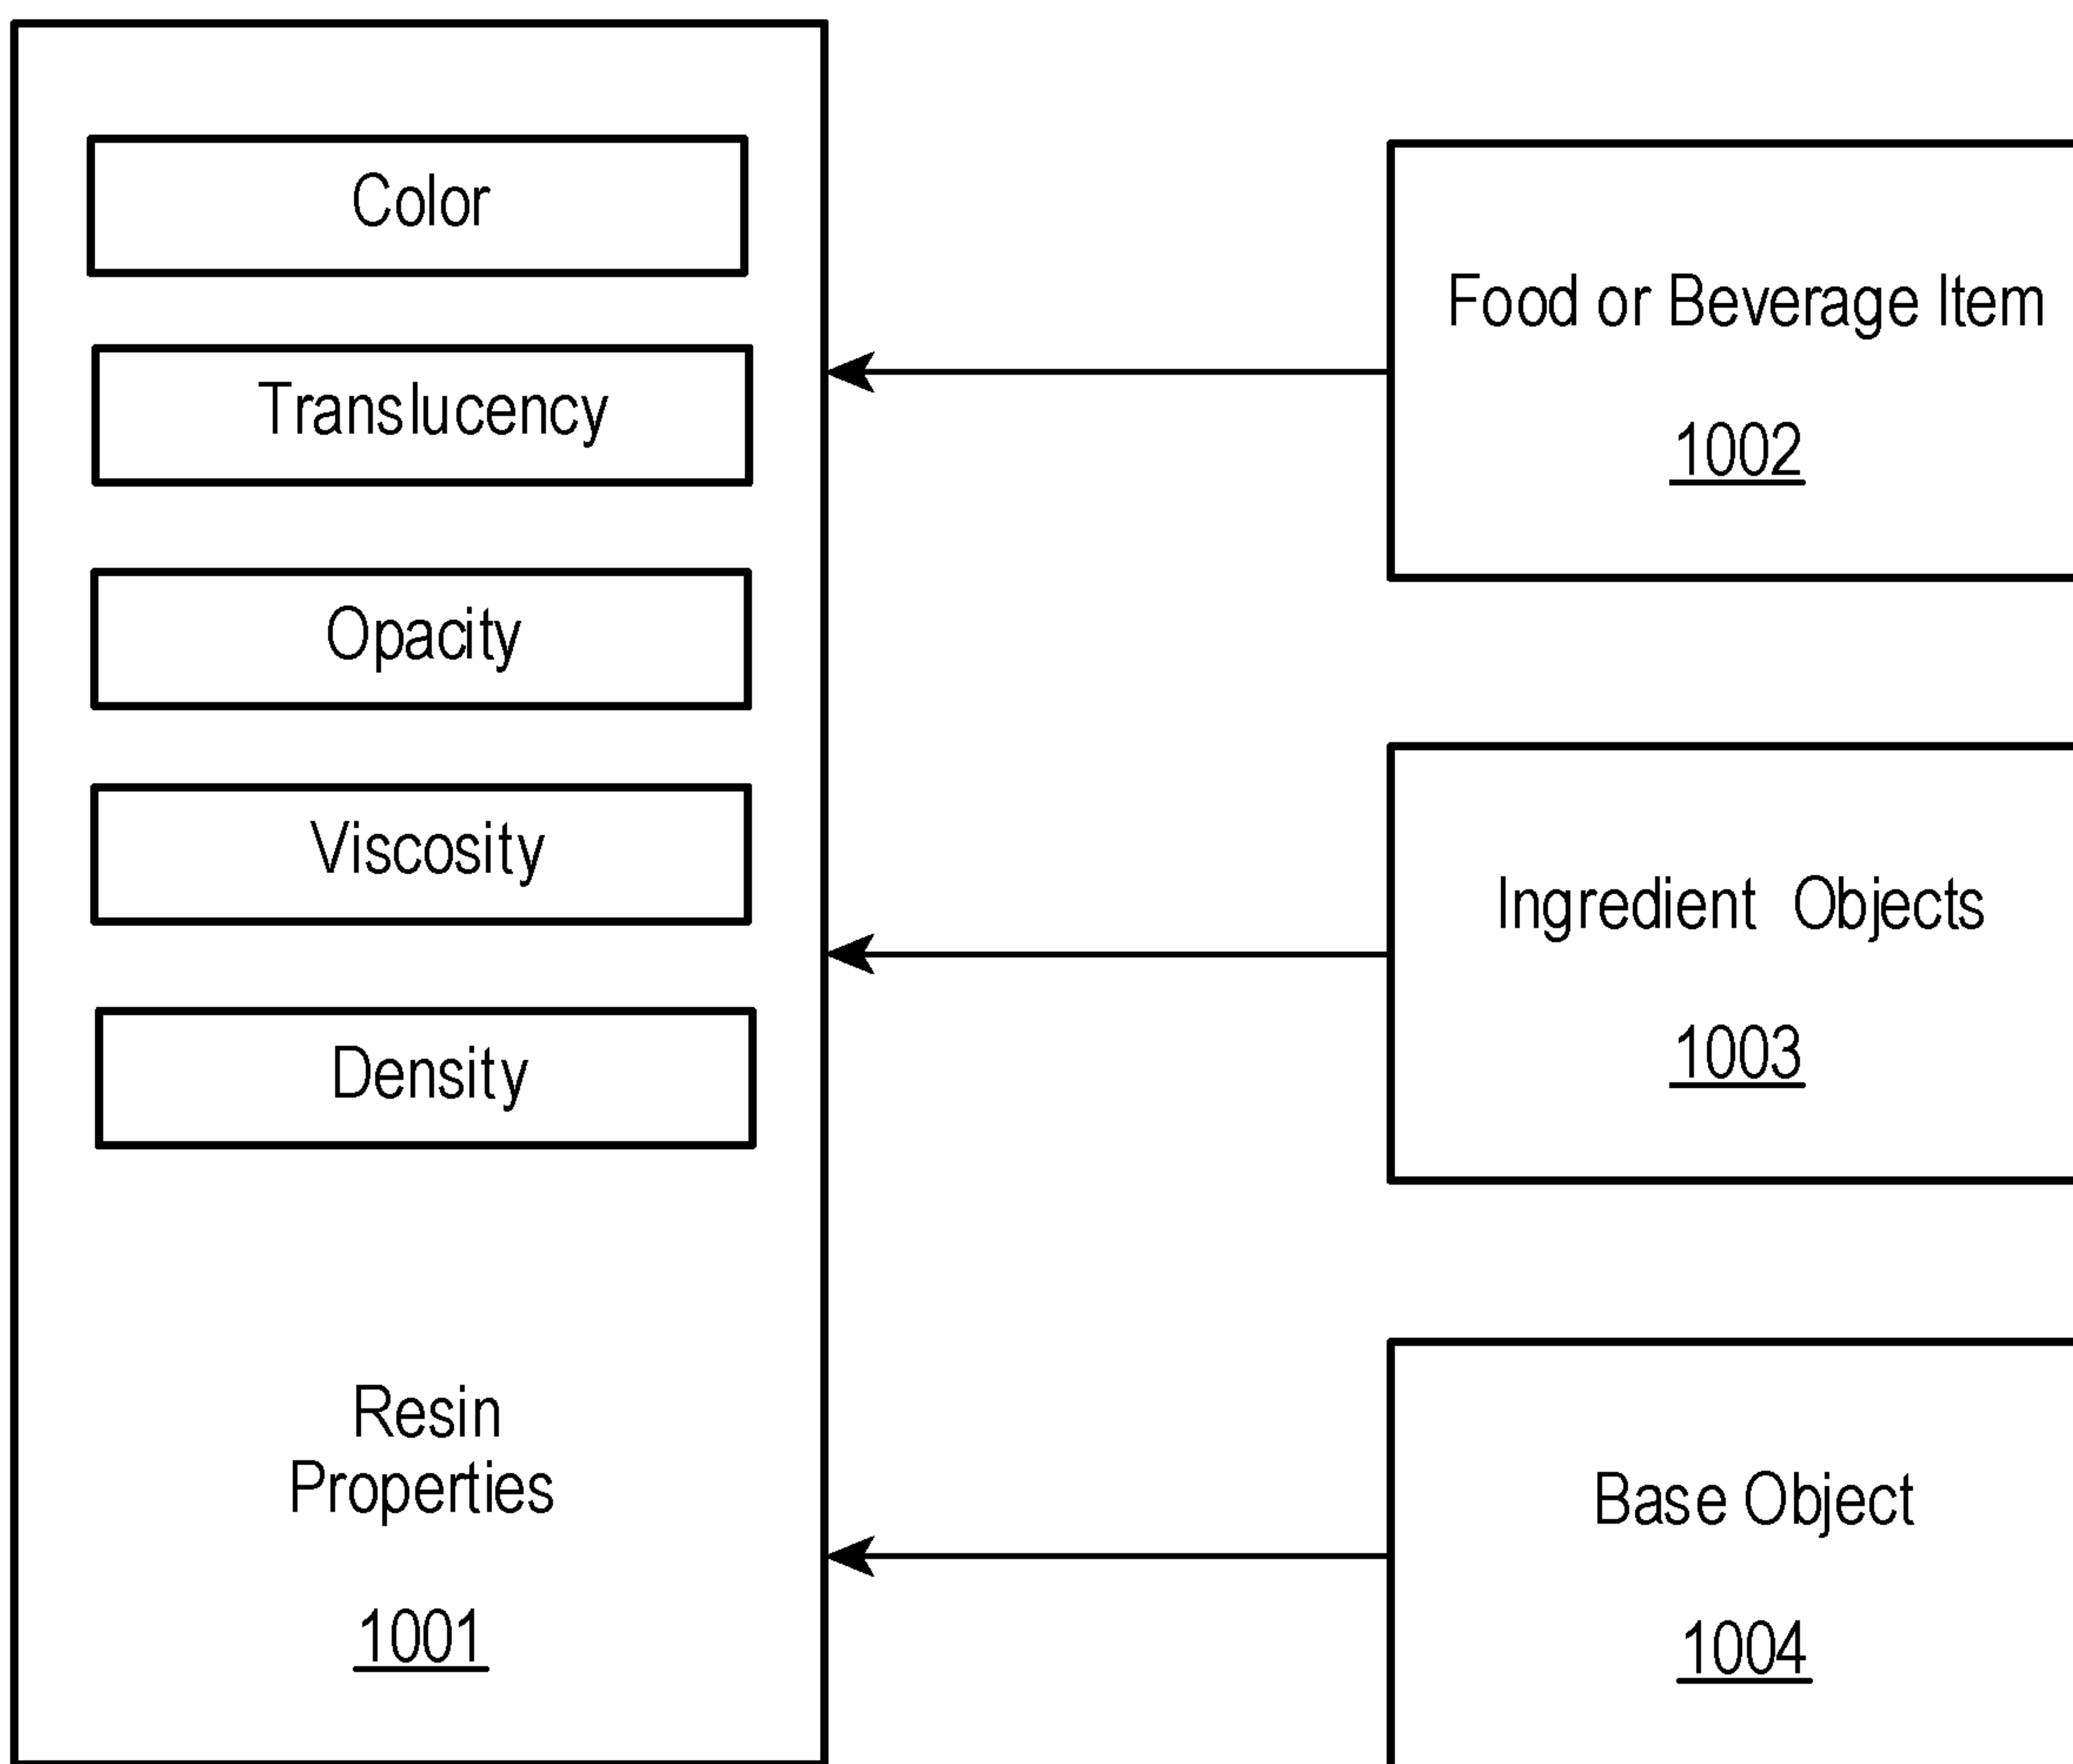 Color
Translucency
Opacity
Viscosity
Density
Resin
Properties
1001
Food or Beverage Item
1002
Ingredient Objects
1003
Base Object
1004